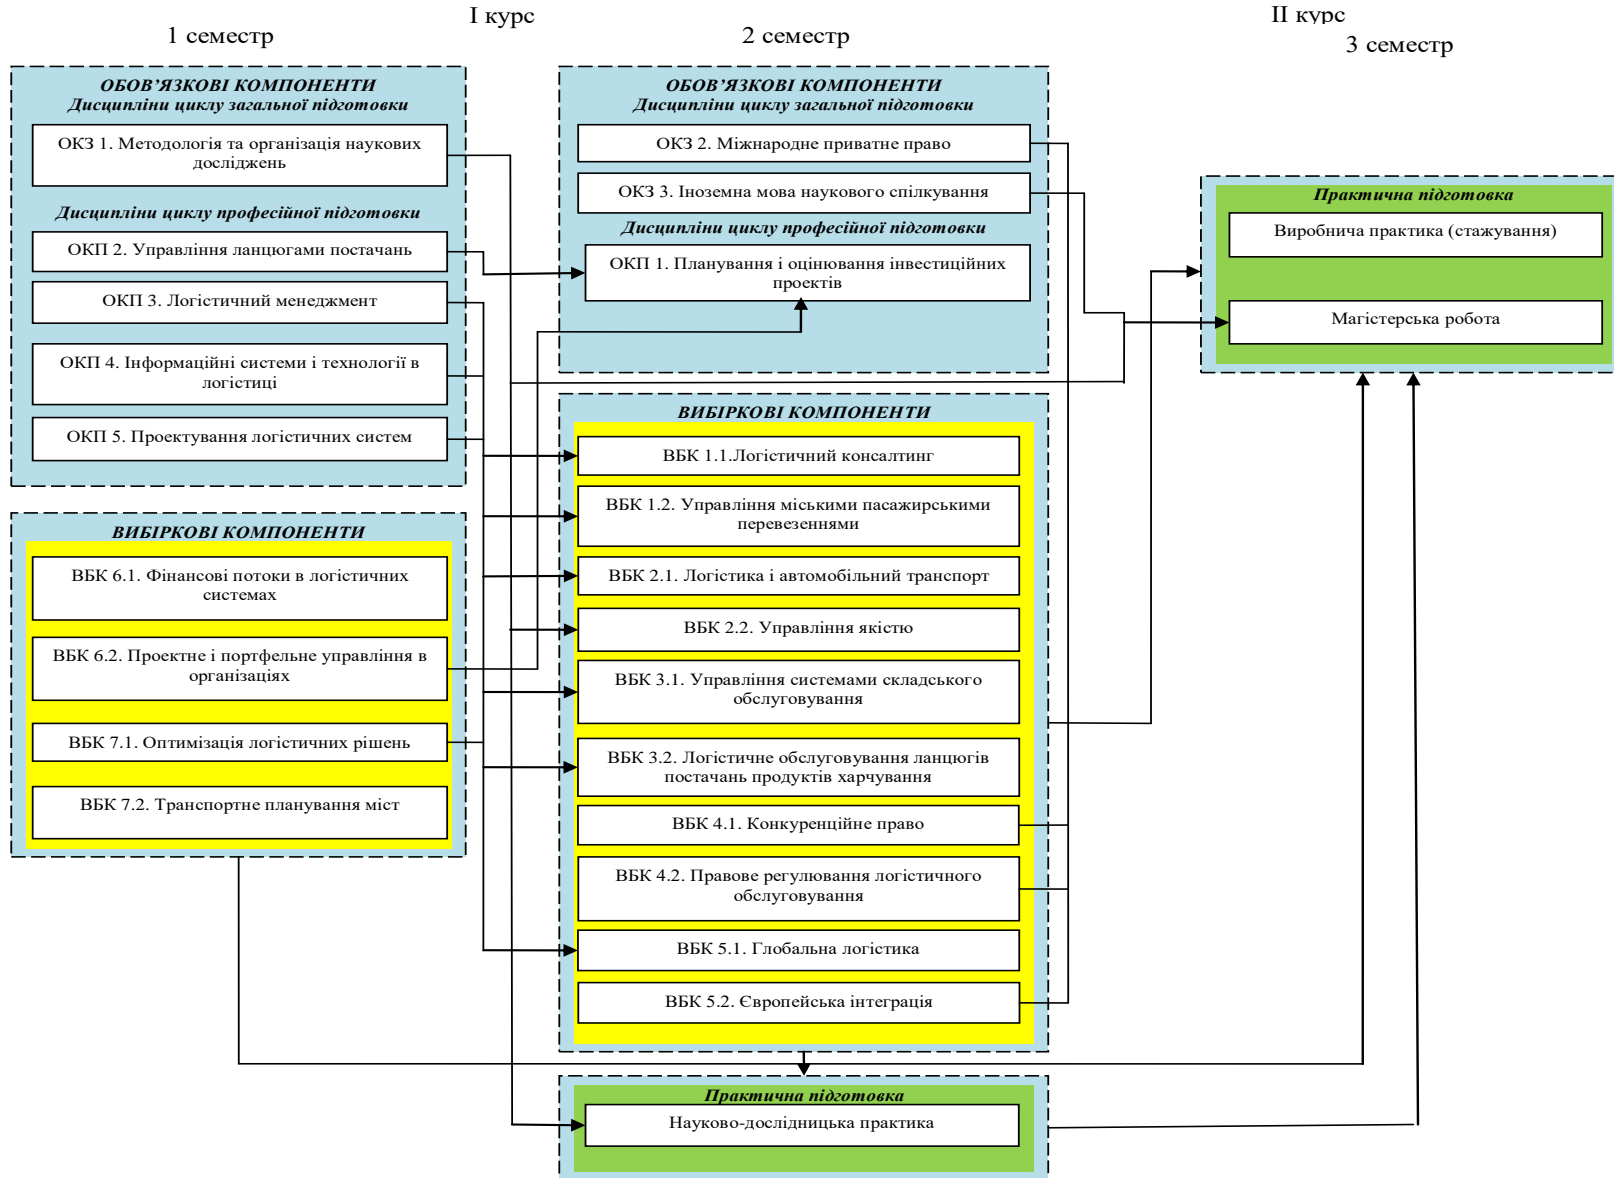 І курс
1 семестр
ОБОВ’ЯЗКОВІ КОМПОНЕНТИ
Дисципліни циклу загальної підготовки
ОКЗ 1. Методологія та організація наукових
досліджень
Дисципліни циклу професійної підготовки
ОКП 2. Управління ланцюгами постачань
ОКП 3. Логістичний менеджмент
ОКП 4. Інформаційні системи і технології в
логістиці
ОКП 5. Проектування логістичних систем
ВИБІРКОВІ КОМПОНЕНТИ
ВБК 6.1. Фінансові потоки в логістичних
системах
ВБК 6.2. Проектне і портфельне управління в
організаціях
ВБК 7.1. Оптимізація логістичних рішень
ВБК 7.2. Транспортне планування міст
2 семестр
ОБОВ’ЯЗКОВІ КОМПОНЕНТИ
Дисципліни циклу загальної підготовки
ОКЗ 2. Міжнародне приватне право
ОКЗ 3. Іноземна мова наукового спілкування
Дисципліни циклу професійної підготовки
ОКП 1. Планування і оцінювання інвестиційних
проектів
ВИБІРКОВІ КОМПОНЕНТИ
ВБК 1.1.Логістичний консалтинг
ВБК 1.2. Управління міськими пасажирськими
перевезеннями
ВБК 2.1. Логістика і автомобільний транспорт
ВБК 2.2. Управління якістю
ВБК 3.1. Управління системами складського
обслуговування
ВБК 3.2. Логістичне обслуговування ланцюгів
постачань продуктів харчування
ВБК 4.1. Конкуренційне право
ВБК 4.2. Правове регулювання логістичного
обслуговування
ВБК 5.1. Глобальна логістика
ВБК 5.2. Європейська інтеграція
Практична підготовка
Науково-дослідницька практика
ІІ курс
3 семестр
Практична підготовка
Виробнича практика (стажування)
Магістерська робота